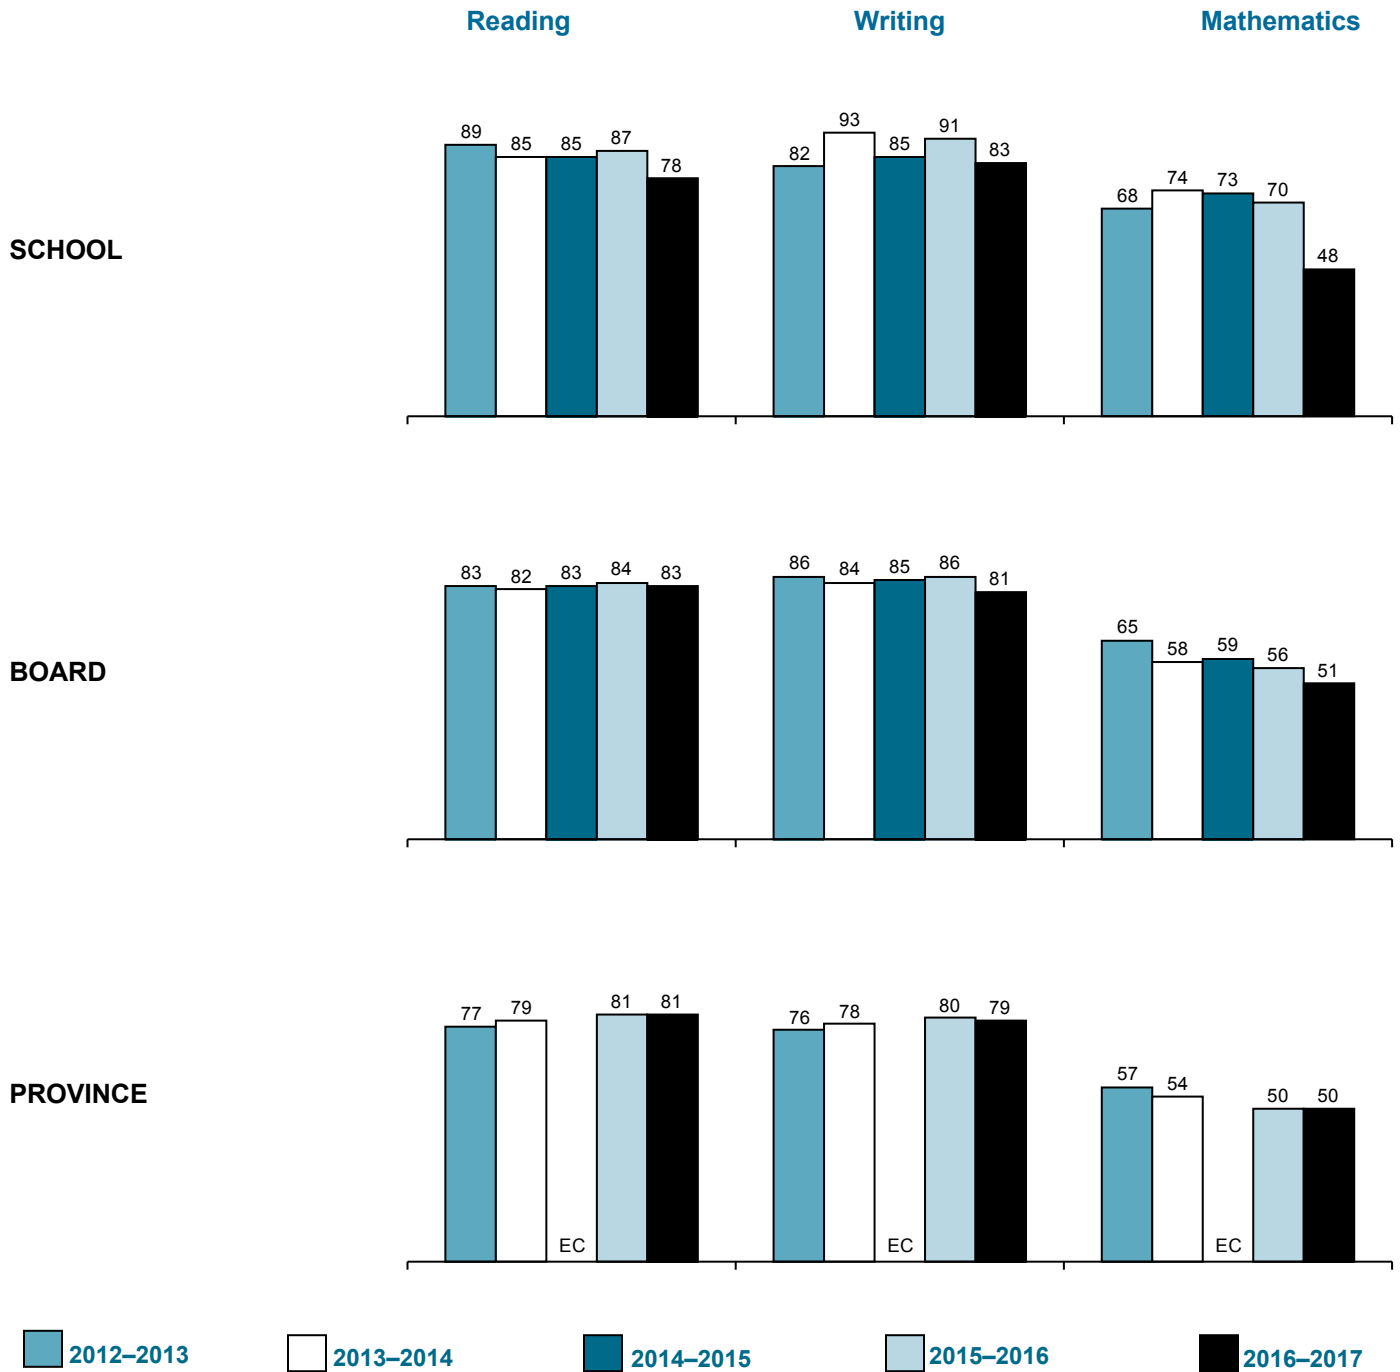 Reading Writing Mathematics
SCHOOL
89 85 85 87 78 82 93 85 91 83 68 74 73 70 48
BOARD
83 82 83 84 83 86 84 85 86 81 65 58 59 56 51
PROVINCE
77 79 EC 81 81 76 78 EC 80 79 57 54 EC 50 50
2012–2013 2013–2014 2014–2015 2015–2016 2016–2017